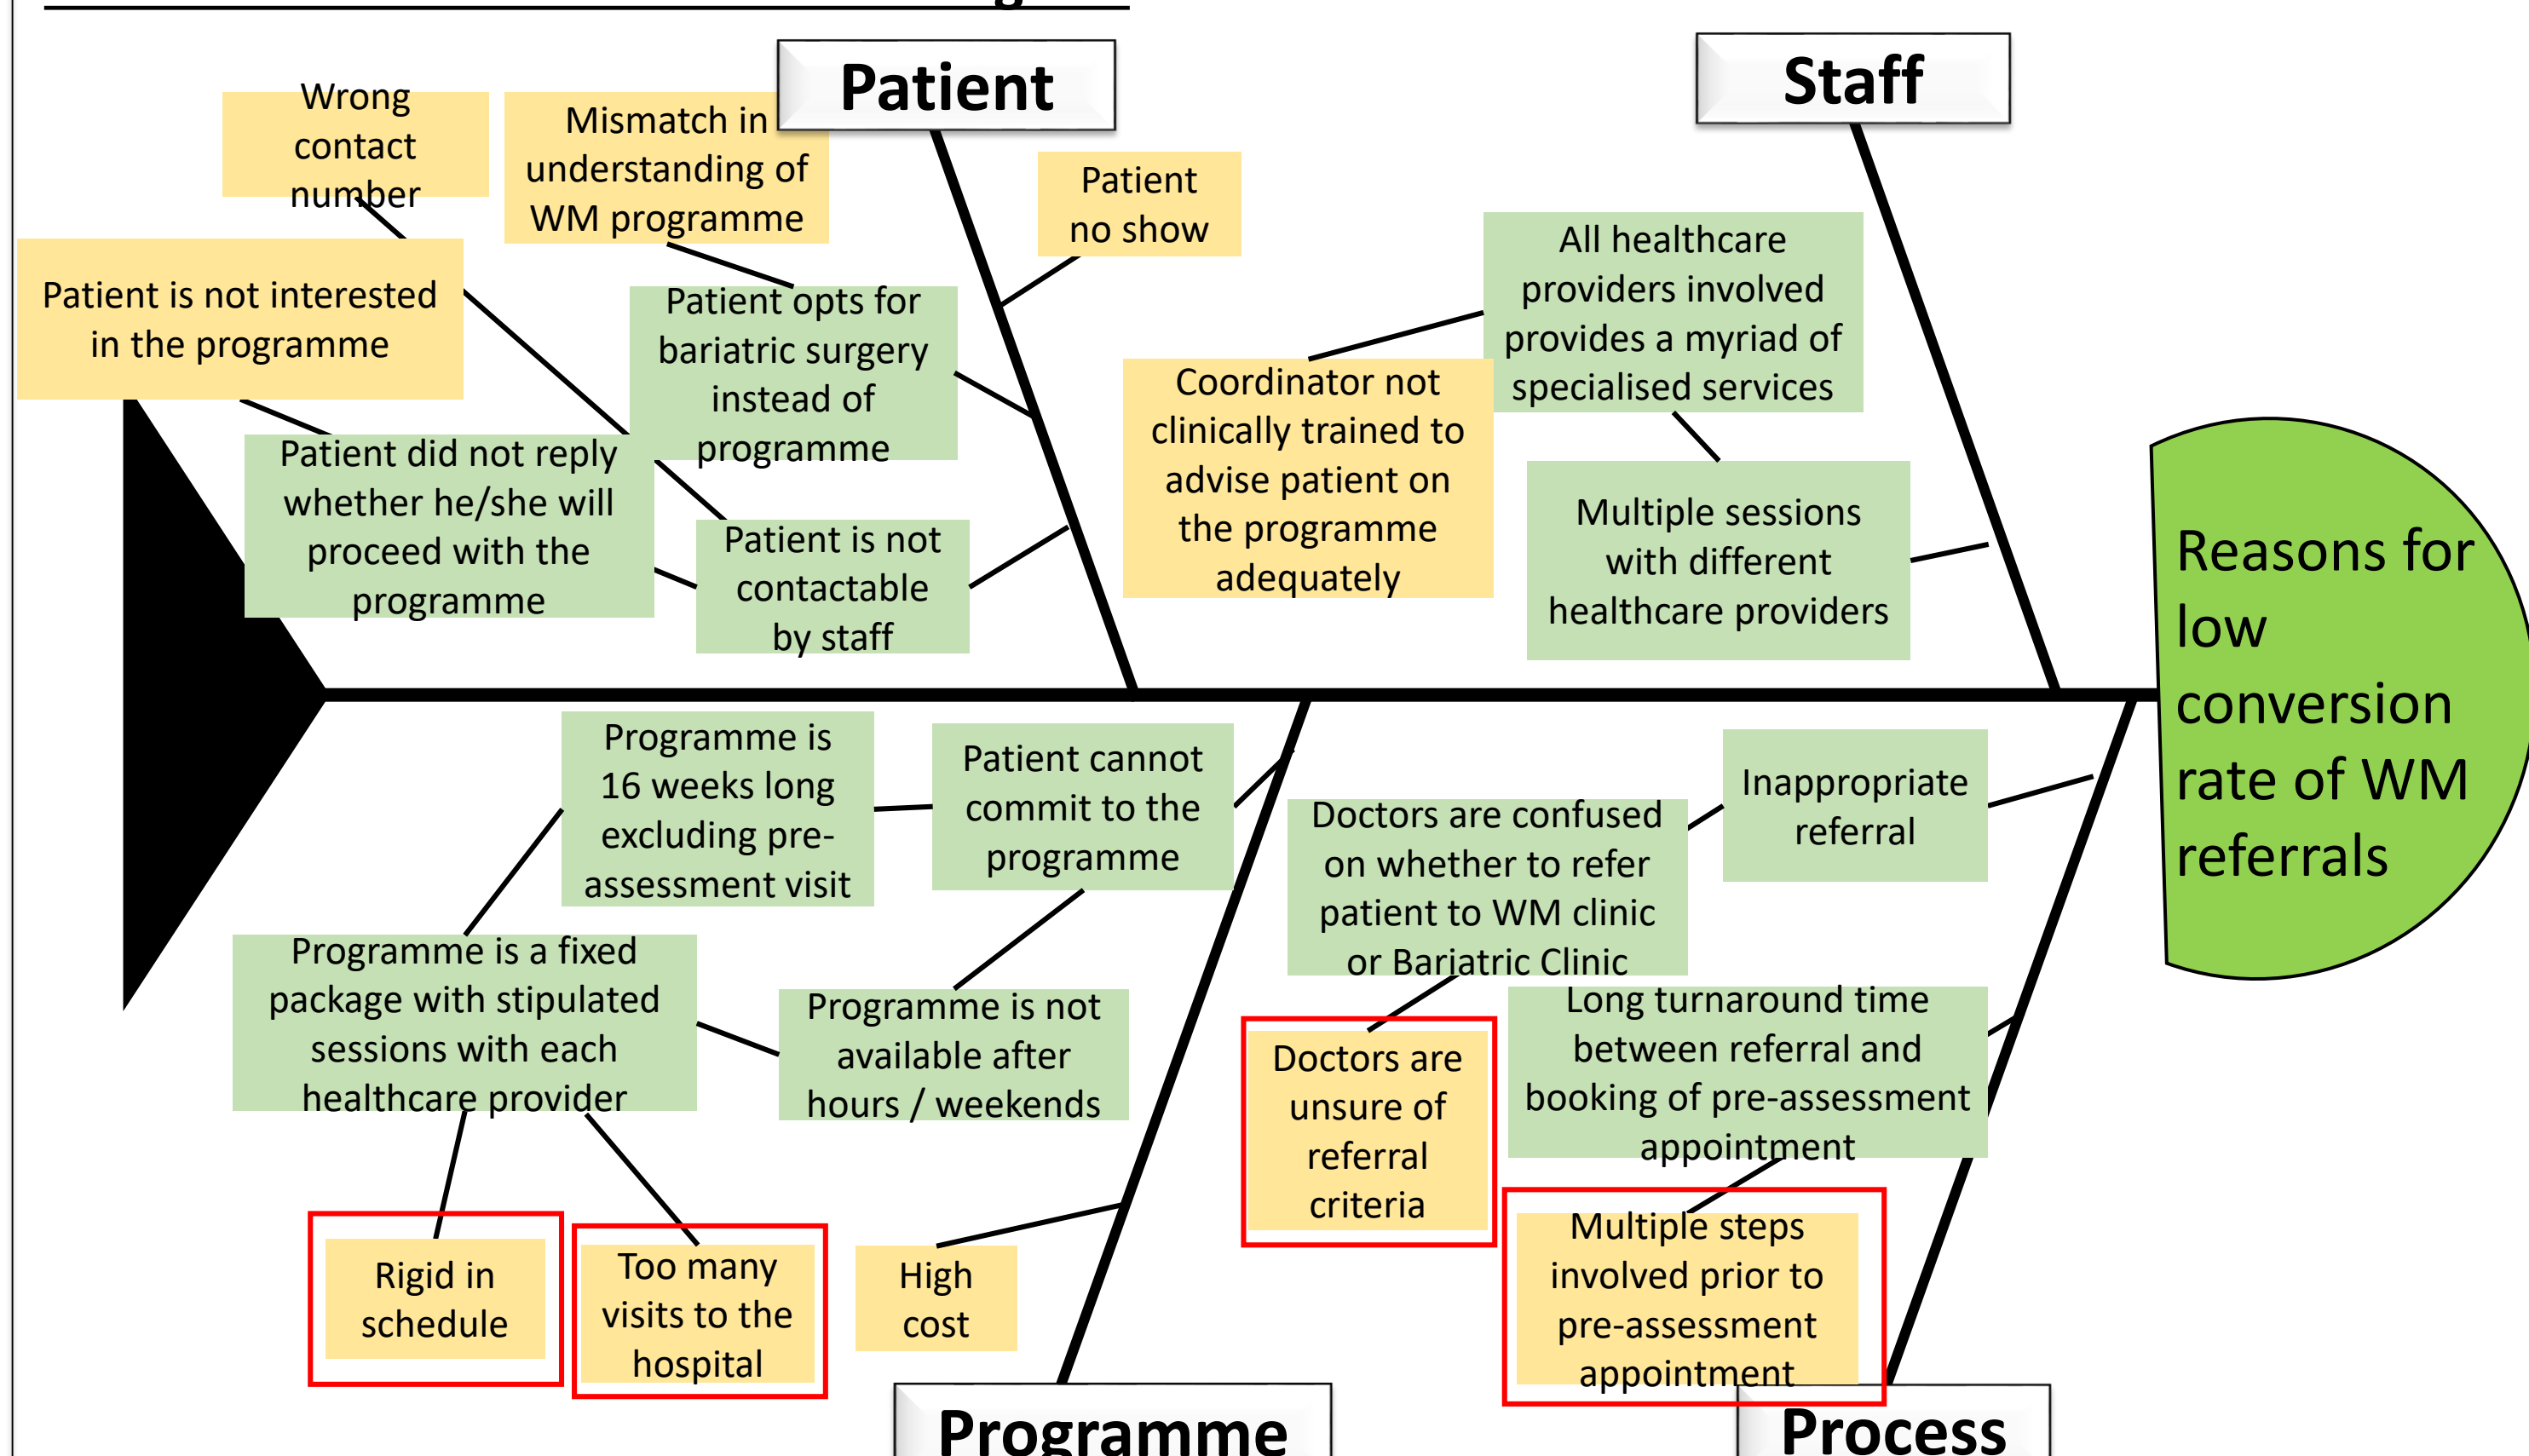 Patient
Staff
Wrong
contact
number
Mismatch in
understanding of
WM programme
Patient
no show
Patient is not interested
in the programme
Patient opts for
bariatric surgery
instead of
programme
Patient did not reply
whether he/she will
proceed with the
programme
Patient is not
contactable
by staff
All healthcare
providers involved
provides a myriad of
specialised services
Coordinator not
clinically trained to
advise patient on
the programme
adequately
Multiple sessions
with different
healthcare providers
Reasons for
low
conversion
rate of WM
referrals
Programme is
16 weeks long
excluding pre-
assessment visit
Patient cannot
commit to the
programme
Programme is a fixed
package with stipulated
sessions with each
healthcare provider
Programme is not
available after
hours / weekends
Rigid in
schedule
Too many
visits to the
hospital
High
cost
Inappropriate
referral
Doctors are confused
on whether to refer
patient to WM clinic
or Bariatric Clinic
Doctors are
unsure of
referral
criteria
Long turnaround time
between referral and
booking of pre-assessment
appointment
Multiple steps
involved prior to
pre-assessment
appointment
Programme
Process